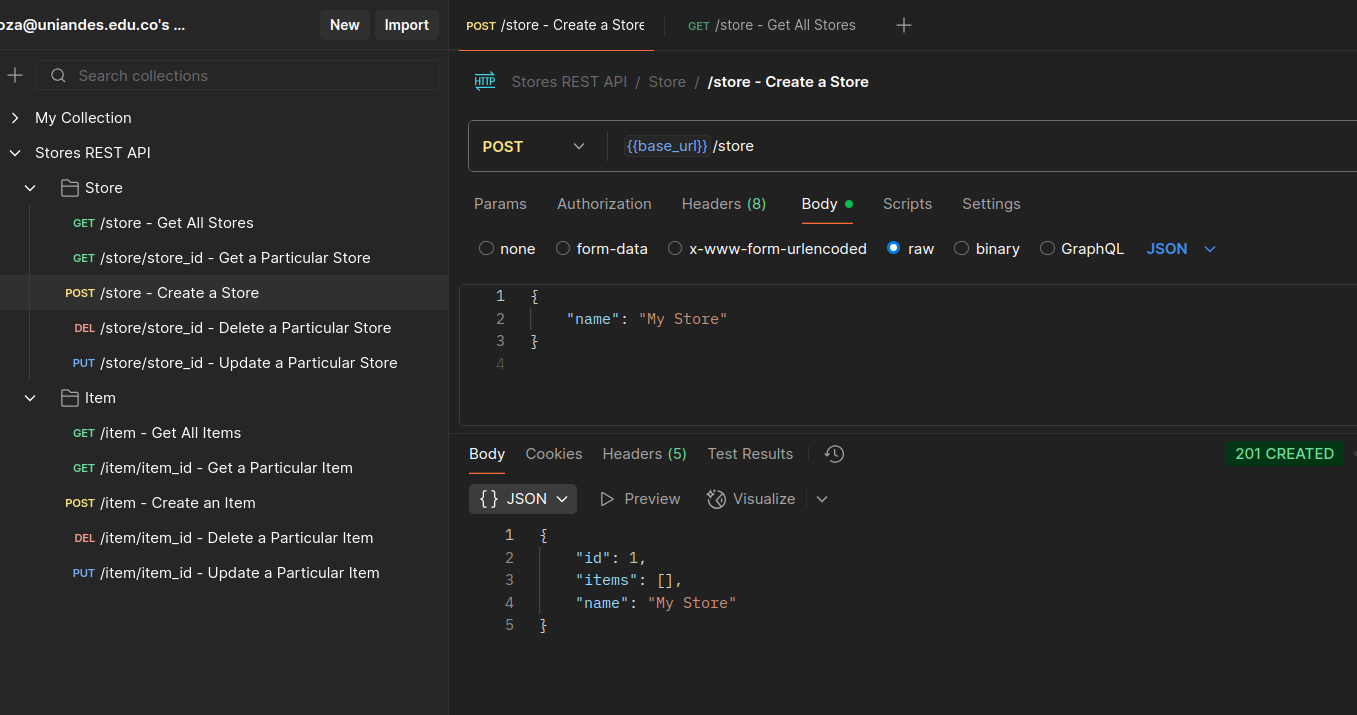 oza@uniandes.edu.co's ...
New
Import
Search collections
My Collection
Stores REST API
Store
GET /store - Get All Stores
GET /store/store_id - Get a Particular Store
POST /store - Create a Store
DEL /store/store_id - Delete a Particular Store
PUT /store/store_id - Update a Particular Store
Item
GET /item - Get All Items
GET /item/item_id - Get a Particular Item
POST /item - Create an Item
DEL /item/item_id - Delete a Particular Item
PUT /item/item_id - Update a Particular Item
POST /store - Create a Store
GET /store - Get All Stores
HTTP Stores REST API / Store / /store - Create a Store
POST {{base_url}} /store
Params Authorization Headers (8) Body Scripts Settings
none form-data x-www-form-urlencoded raw binary GraphQL JSON
1 {
2 "name": "My Store"
3 }
4
Body Cookies Headers (5) Test Results 201 CREATED
{} JSON Preview Visualize
1 {
2 "id": 1,
3 "items": [],
4 "name": "My Store"
5 }